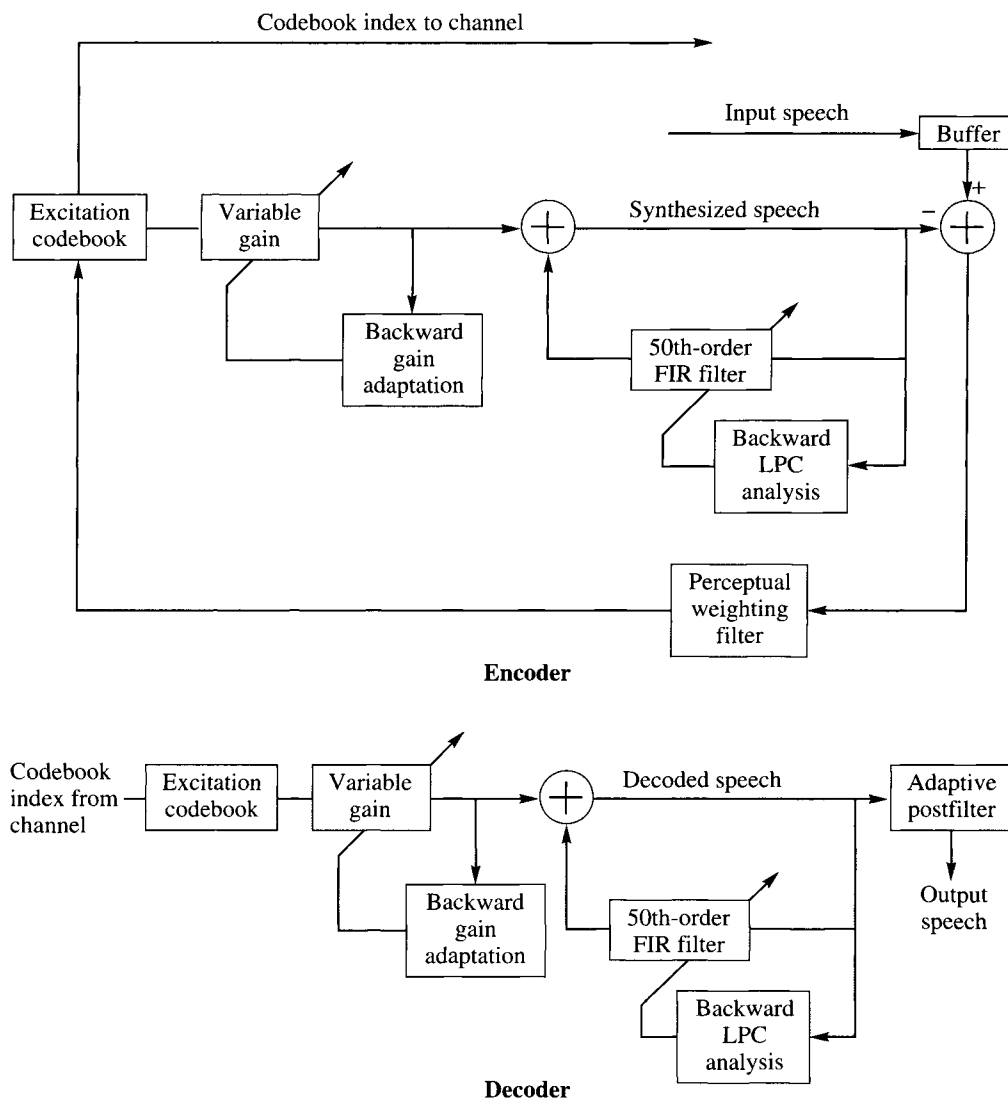 Codebook index to channel
Input speech
Buffer
+
Excitation
codebook
Variable
gain
+
Synthesized speech
−
+
Backward
gain
adaptation
50th-order
FIR filter
Backward
LPC
analysis
Perceptual
weighting
filter
Encoder
Codebook
index from
channel
Excitation
codebook
Variable
gain
+
Decoded speech
Adaptive
postfilter
Backward
gain
adaptation
50th-order
FIR filter
Output
speech
Backward
LPC
analysis
Decoder